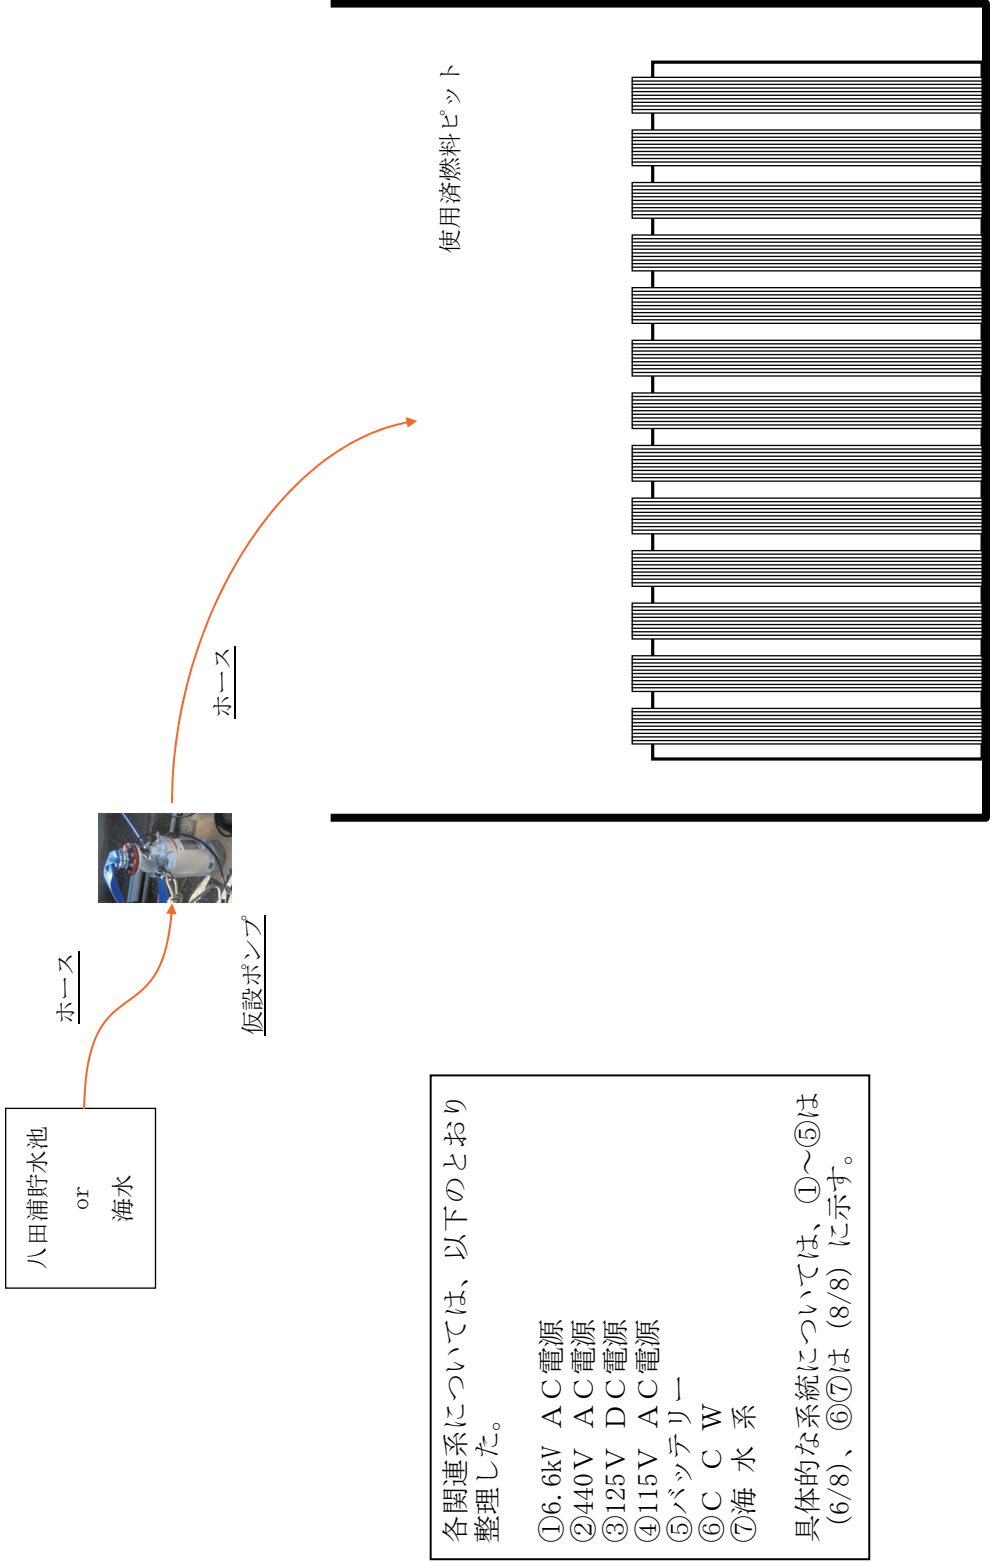 八田浦貯水池
or
海水
ホース
仮設ポンプ
ホース
使用済燃料ピット
各関連系については、以下のとおり
整理した。
①6.6kV AC電源
②440V AC電源
③125V DC電源
④115V AC電源
⑤バッテリー
⑥C C W
⑦海 水 系
具体的な系統については、①～⑤は
(6/8)、⑥⑦は (8/8) に示す。